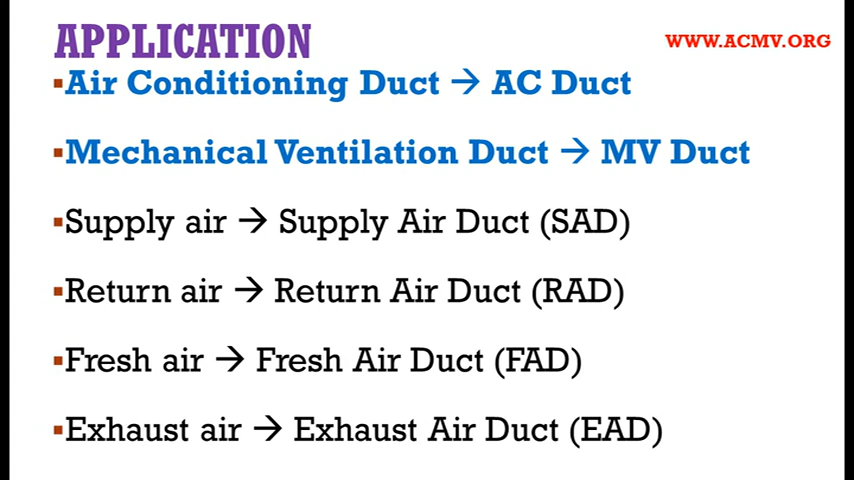 APPLICATION
WWW.ACMV.ORG
▪Air Conditioning Duct → AC Duct
▪Mechanical Ventilation Duct → MV Duct
▪Supply air → Supply Air Duct (SAD)
▪Return air → Return Air Duct (RAD)
▪Fresh air → Fresh Air Duct (FAD)
▪Exhaust air → Exhaust Air Duct (EAD)